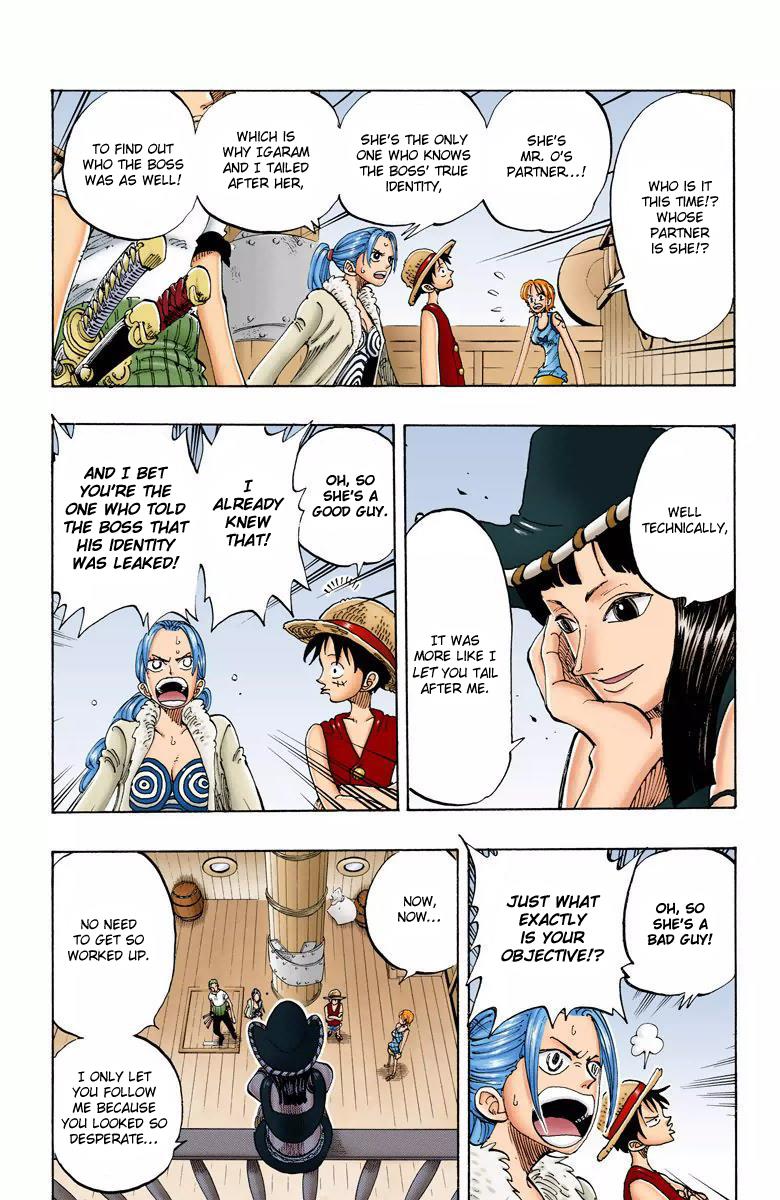 WHO IS IT
THIS TIME!?
WHOSE
PARTNER
IS SHE!?
SHE'S
MR. O'S
PARTNER...!
SHE'S THE ONLY
ONE WHO KNOWS
THE BOSS' TRUE
IDENTITY,
WHICH IS
WHY IGARAM
AND I TAILED
AFTER HER,
TO FIND OUT
WHO THE BOSS
WAS AS WELL!
WELL
TECHNICALLY,
IT WAS
MORE LIKE I
LET YOU TAIL
AFTER ME.
OH, SO
SHE'S A
GOOD GUY.
I
ALREADY
KNEW
THAT!
AND I BET
YOU'RE THE
ONE WHO TOLD
THE BOSS THAT
HIS IDENTITY
WAS LEAKED!
OH, SO
SHE'S A
BAD GUY!
JUST WHAT
EXACTLY
IS YOUR
OBJECTIVE!?
NOW,
NOW...
NO NEED
TO GET SO
WORKED UP.
I ONLY LET
YOU FOLLOW
ME BECAUSE
YOU LOOKED SO
DESPERATE...